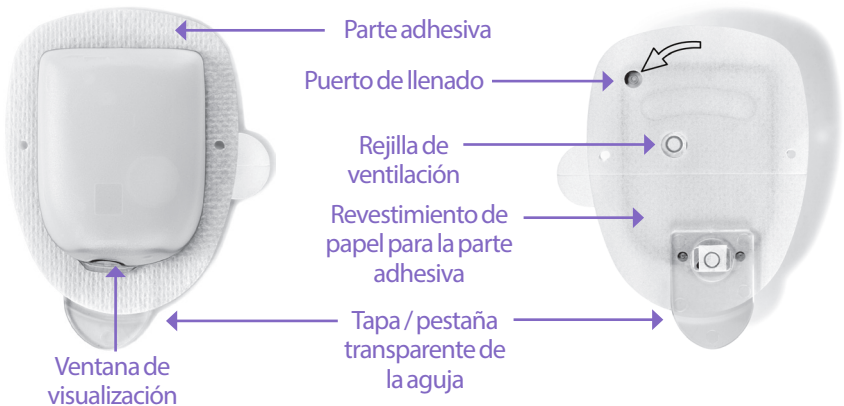 Parte adhesiva
Puerto de llenado
Rejilla de
ventilación
Revestimiento de
papel para la parte
adhesiva
Tapa / pestaña
transparente de
la aguja
Ventana de
visualización